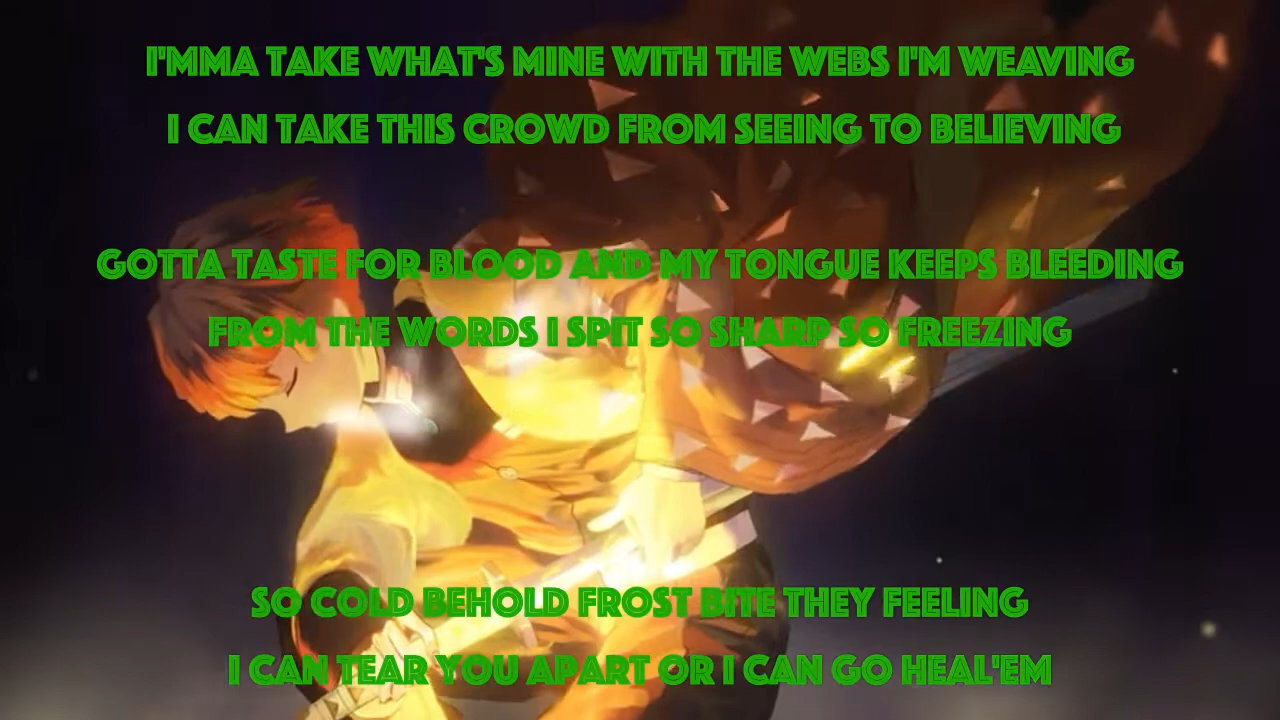 I'MMA TAKE WHAT'S MINE WITH THE WEBS I'M WEAVING
I CAN TAKE THIS CROWD FROM SEEING TO BELIEVING
GOTTA TASTE FOR BLOOD AND MY TONGUE KEEPS BLEEDING
FROM THE WORDS I SPIT SO SHARP SO FREEZING
SO COLD BEHOLD FROST BITE THEY FEELING
I CAN TEAR YOU APART OR I CAN GO HEAL'EM